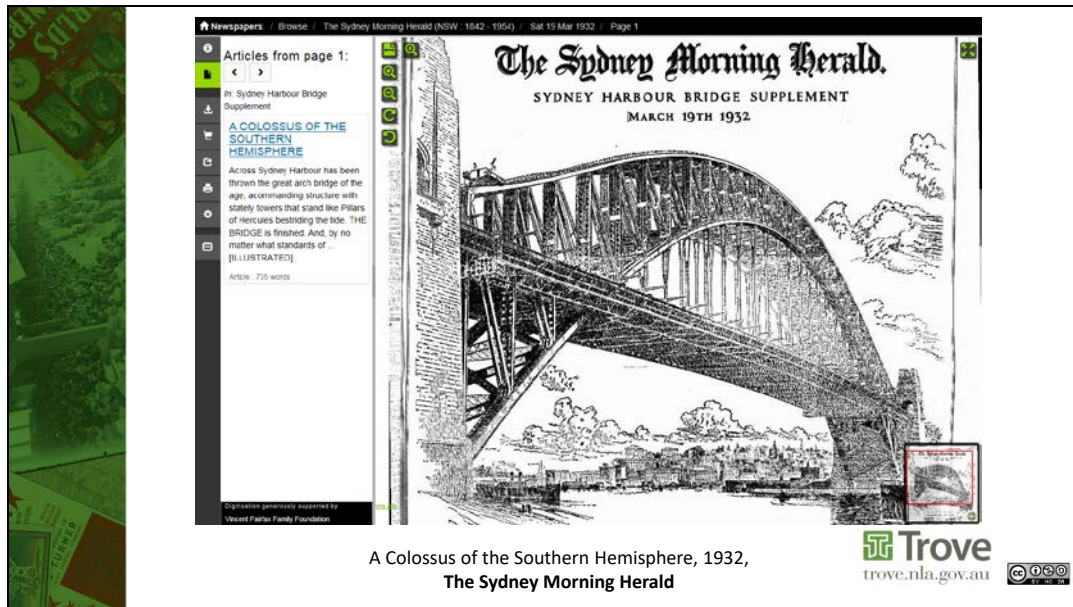 Newspapers: / Browse / The Sydney Morning Herald (NSW : 1842 - 1954) / Sat 19 Mar 1932 / Page 1
Articles from page 1:
In: Sydney Harbour Bridge
Supplement
A COLOSSUS OF THE
SOUTHERN
HEMISPHERE
Across Sydney Harbour has been
thrown the great arch bridge of the
age, acommanding structure with
stately towers that stand like Pillars
of Hercules bestriding the tide. THE
BRIDGE is finished. And, by no
matter what standards of ...
[ILLUSTRATED]
Article : 735 words
Digitisation generously supported by
Vincent Fairfax Family Foundation
The Sydney Morning Herald.
SYDNEY HARBOUR BRIDGE SUPPLEMENT
MARCH 19TH 1932
A Colossus of the Southern Hemisphere, 1932,
The Sydney Morning Herald
Trove
trove.nla.gov.au
cc
BY NC SA
TURNER